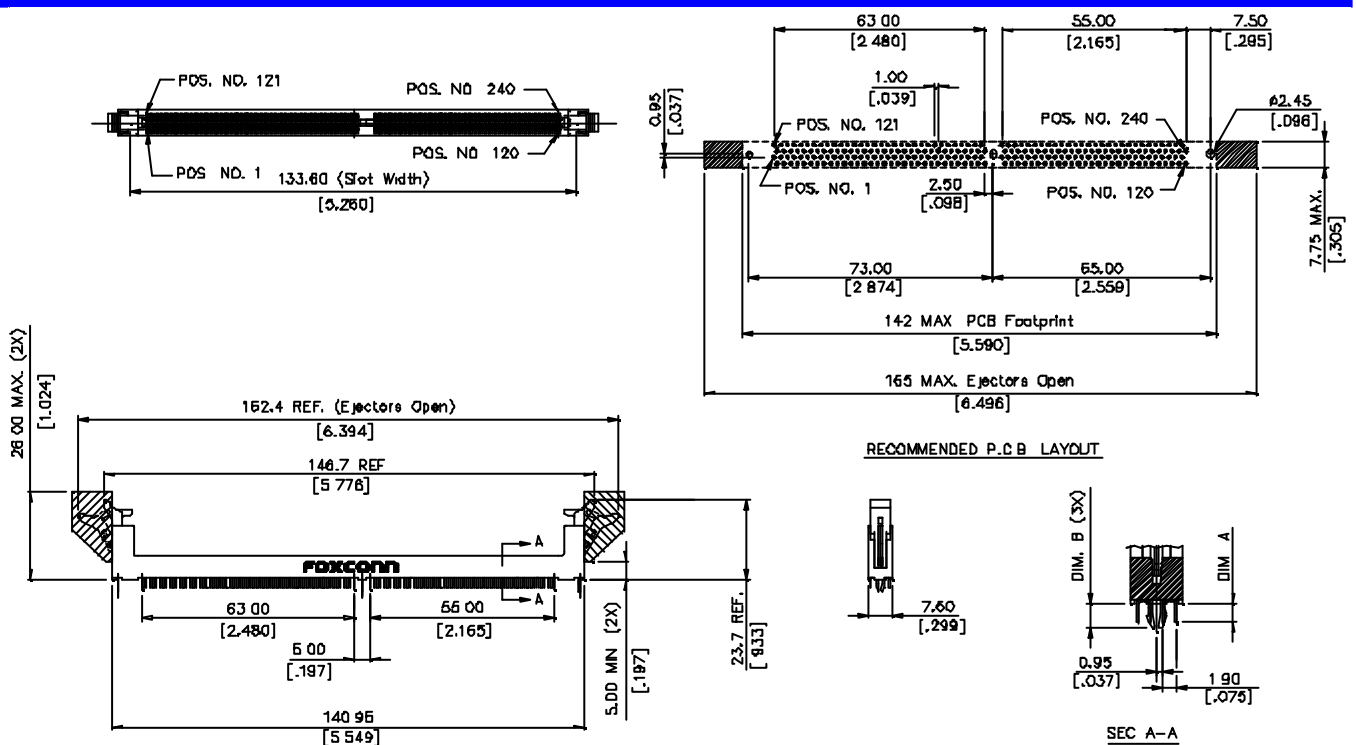 POS. NO. 121
POS. NO 240
POS. NO 120
POS NO. 1
133.60 (Slot Width)
[5.260]
63 00
[2 480]
55.00
[2.165]
7.50
[.295]
1.00
[.039]
0.95
[.037]
ø2.45
[.096]
POS. NO. 121
POS. NO. 240
POS. NO. 1
2.50
[.098]
POS. NO. 120
7.75 MAX.
[.305]
73.00
[2 874]
65.00
[2.559]
142 MAX PCB Footprint
[5.590]
165 MAX. Ejectors Open
[6.496]
RECOMMENDED P.C B LAYOUT
26 00 MAX. (2X)
[1.024]
162.4 REF. (Ejectors Open)
[6.394]
146.7 REF
[5 776]
A
FOXCONN
A
63 00
[2.480]
55 00
[2.165]
5 00
[.197]
5.00 MIN (2X)
[.197]
23.7 REF.
[ 933]
140 95
[5 549]
7.60
[.299]
DIM. B (3X)
DIM A
0.95
[.037]
1 90
[.075]
SEC A-A